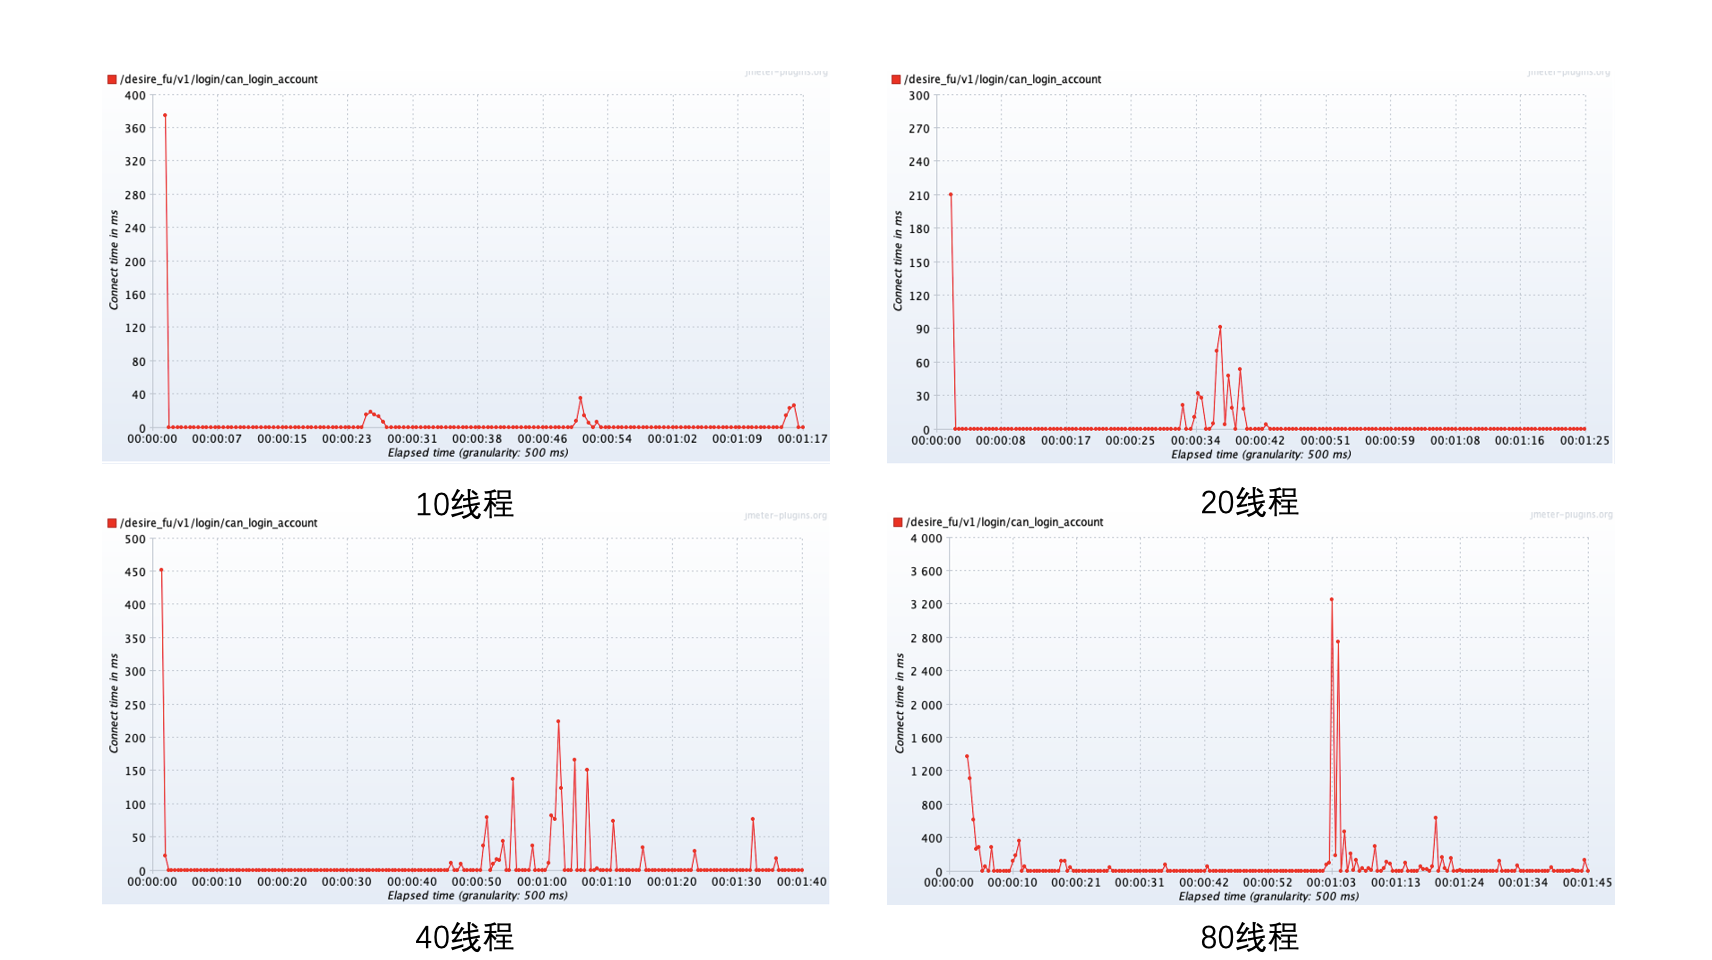 jmeter-plugins.org
/desire_fu/v1/login/can_login_account
400
360
320
280
240
200
160
120
80
40
0
Connect time in ms
00:00:00 00:00:07 00:00:15 00:00:23 00:00:31 00:00:38 00:00:46 00:00:54 00:01:02 00:01:09 00:01:17
Elapsed time (granularity: 500 ms)
10线程
jmeter-plugins.org
/desire_fu/v1/login/can_login_account
300
270
240
210
180
150
120
90
60
30
0
Connect time in ms
00:00:00 00:00:08 00:00:17 00:00:25 00:00:34 00:00:42 00:00:51 00:00:59 00:01:08 00:01:16 00:01:25
Elapsed time (granularity: 500 ms)
20线程
jmeter-plugins.org
/desire_fu/v1/login/can_login_account
500
450
400
350
300
250
200
150
100
50
0
Connect time in ms
00:00:00 00:00:10 00:00:20 00:00:30 00:00:40 00:00:50 00:01:00 00:01:10 00:01:20 00:01:30 00:01:40
Elapsed time (granularity: 500 ms)
40线程
jmeter-plugins.org
/desire_fu/v1/login/can_login_account
4 000
3 600
3 200
2 800
2 400
2 000
1 600
1 200
800
400
0
Connect time in ms
00:00:00 00:00:10 00:00:21 00:00:31 00:00:42 00:00:52 00:01:03 00:01:13 00:01:24 00:01:34 00:01:45
Elapsed time (granularity: 500 ms)
80线程